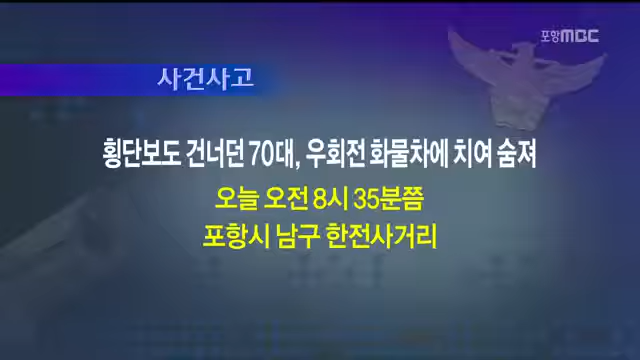 포항MBC
사건사고
횡단보도 건너던 70대, 우회전 화물차에 치여 숨져
오늘 오전 8시 35분쯤
포항시 남구 한전사거리